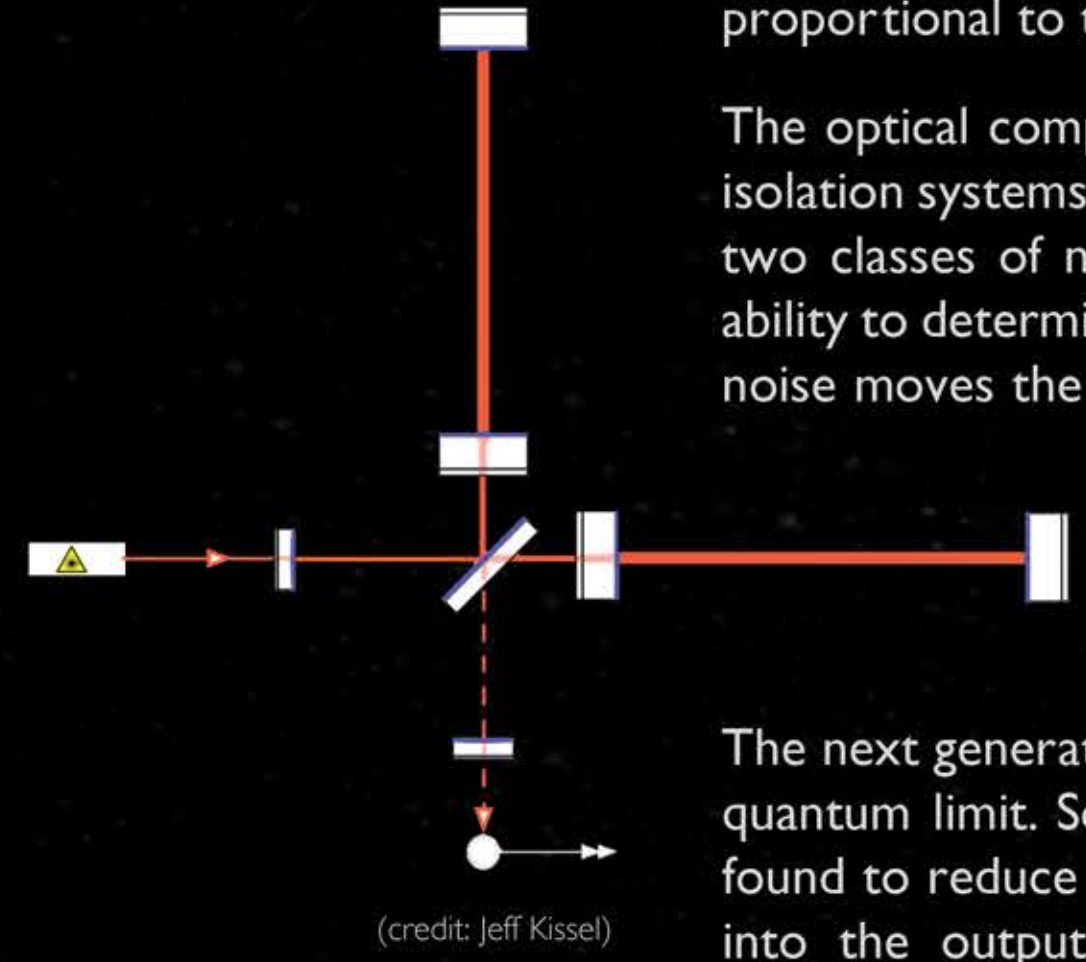 proportional to t
The optical comp
isolation systems
two classes of n
ability to determi
noise moves the
The next generat
quantum limit. So
found to reduce
into the output
(credit: Jeff Kissel)